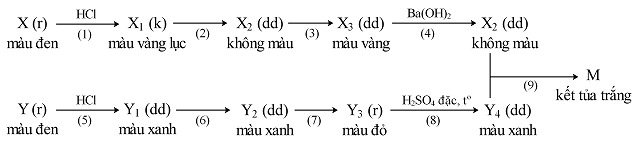 HCl Ba(OH)₂
X (r) X₁ (k) X₂ (dd) X₃ (dd) X₂ (dd)
(1) (2) (3) (4)
màu đen màu vàng lục không màu màu vàng không màu
(9) M
kết tủa trắng
HCl H₂SO₄ đặc, tº
Y (r) Y₁ (dd) Y₂ (dd) Y₃ (r) Y₄ (dd)
(5) (6) (7) (8)
màu đen màu xanh màu xanh màu đỏ màu xanh